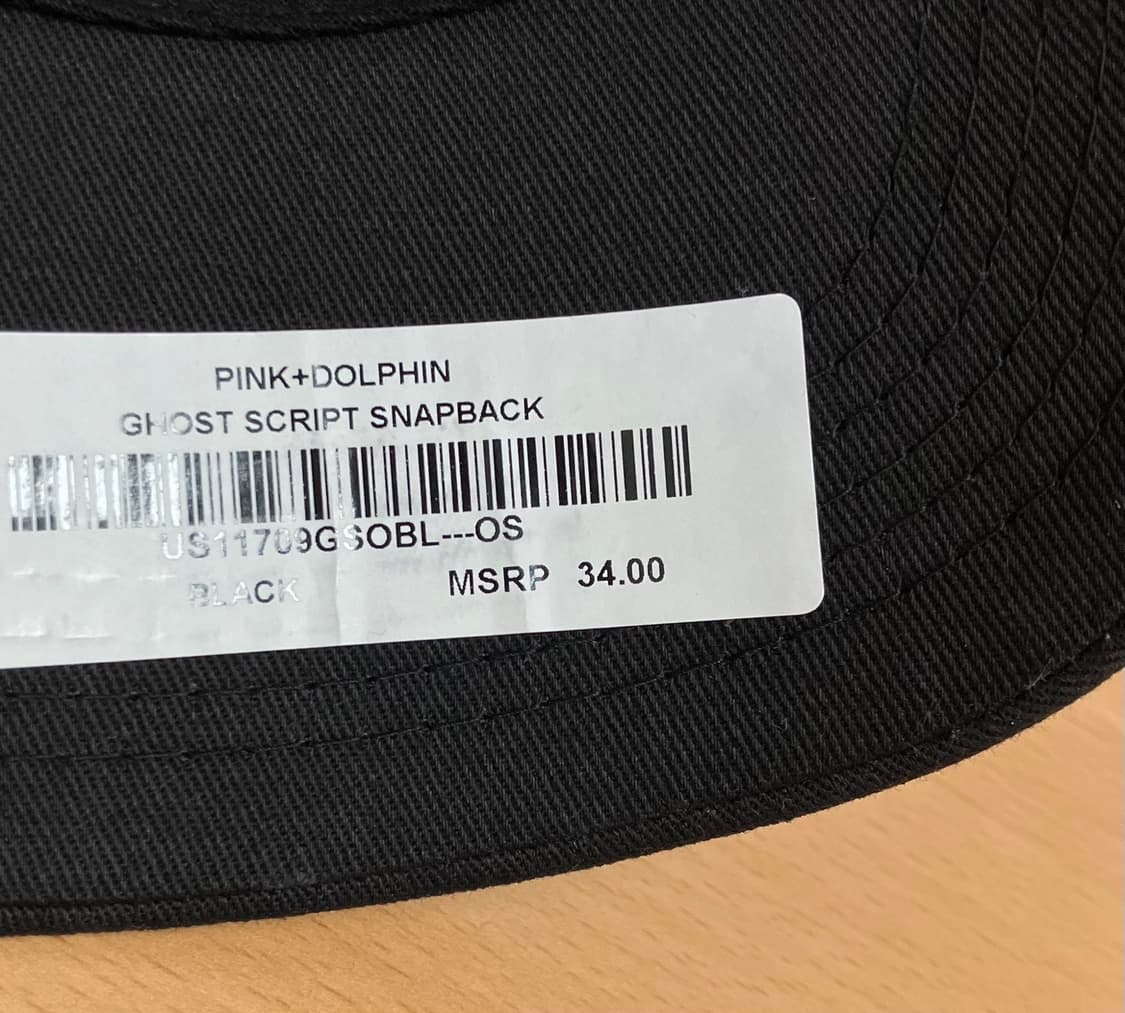 PINK+DOLPHIN
GHOST SCRIPT SNAPBACK
US11709GSOBL---OS
BLACK MSRP 34.00